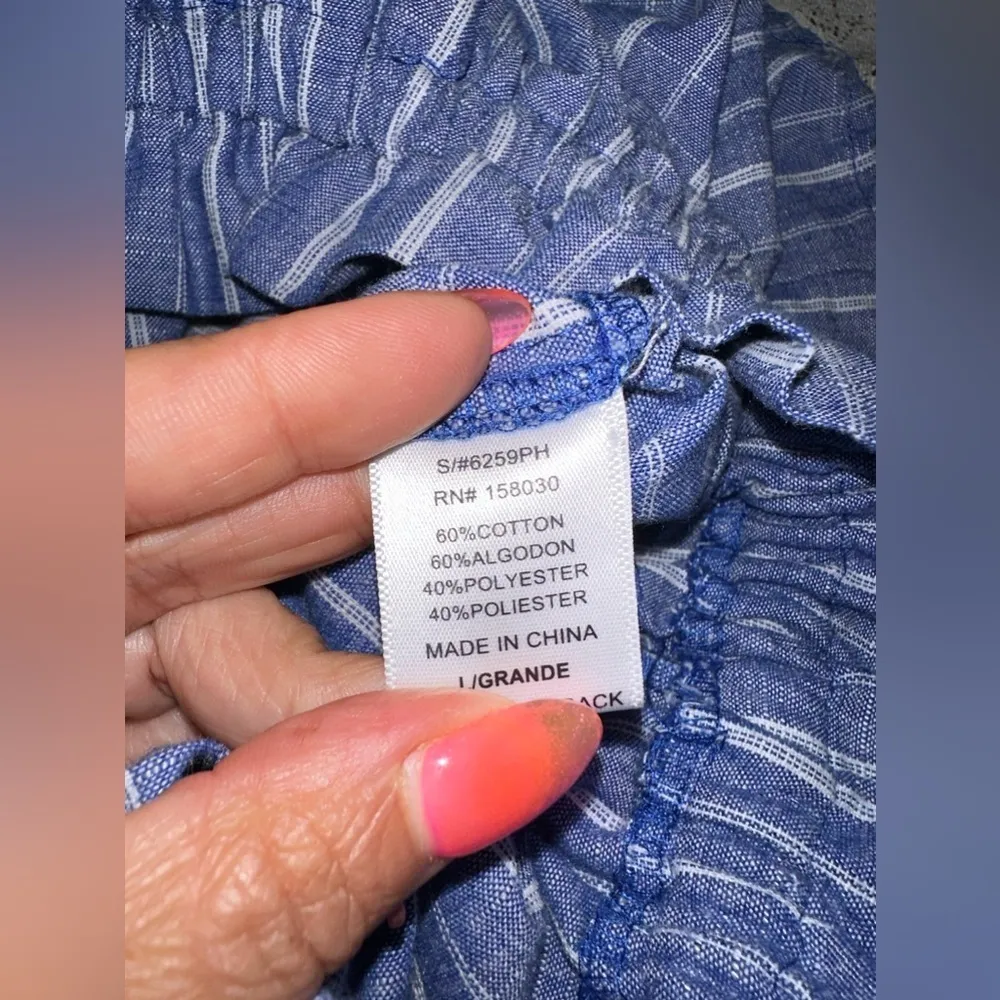 S/#6259PH
RN# 158030
60%COTTON
60%ALGODON
40%POLYESTER
40%POLIESTER
MADE IN CHINA
L/GRANDE